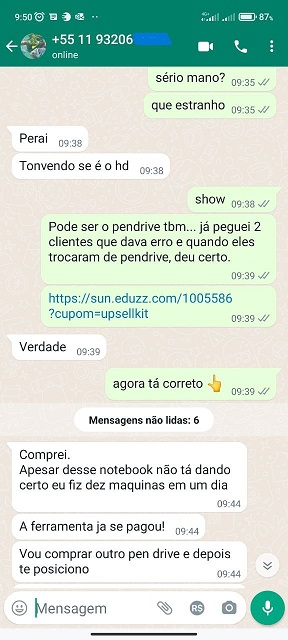 9:50
87%
+55 11 93206
online
sério mano?
09:35
que estranho
09:35
Perai
09:38
Tonvendo se é o hd
09:38
show
09:38
Pode ser o pendrive tbm... já peguei 2
clientes que dava erro e quando eles
trocaram de pendrive, deu certo.
09:39
https://sun.eduzz.com/1005586
?cupom=upsellkit
09:39
Verdade
09:39
agora tá correto 👆
09:39
Mensagens não lidas: 6
Comprei.
Apesar desse notebook não tá dando
certo eu fiz dez maquinas em um dia
09:44
A ferramenta ja se pagou!
09:44
Vou comprar outro pen drive e depois
te posiciono
09:44
Mensagem
R$